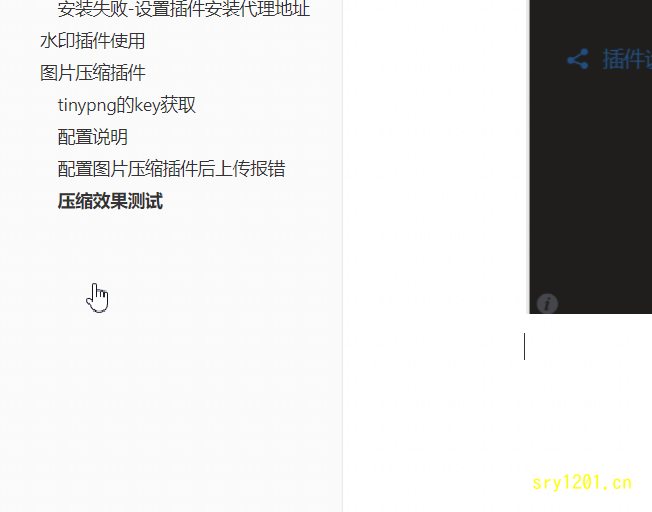 安装失败-设置插件安装代理地址
水印插件使用
图片压缩插件
tinypng的key获取
配置说明
配置图片压缩插件后上传报错
压缩效果测试
插件设
sry1201.cn